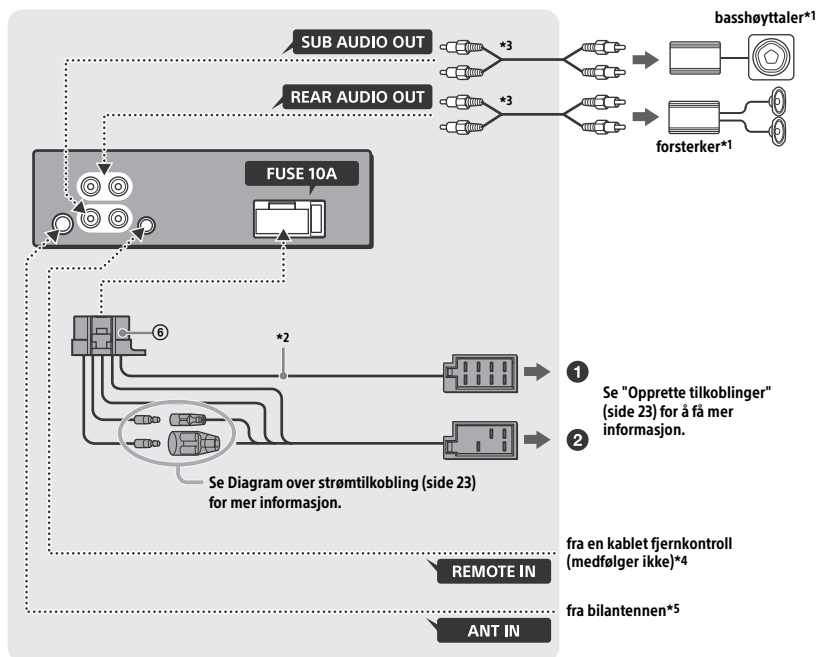 basshøyttaler*1
SUB AUDIO OUT
*3
REAR AUDIO OUT
*3
forsterker*1
FUSE 10A
⑥
*2
❶
Se "Opprette tilkoblinger"
(side 23) for å få mer
informasjon.
❷
Se Diagram over strømtilkobling (side 23)
for mer informasjon.
fra en kablet fjernkontroll
(medfølger ikke)*4
REMOTE IN
fra bilantennen*5
ANT IN